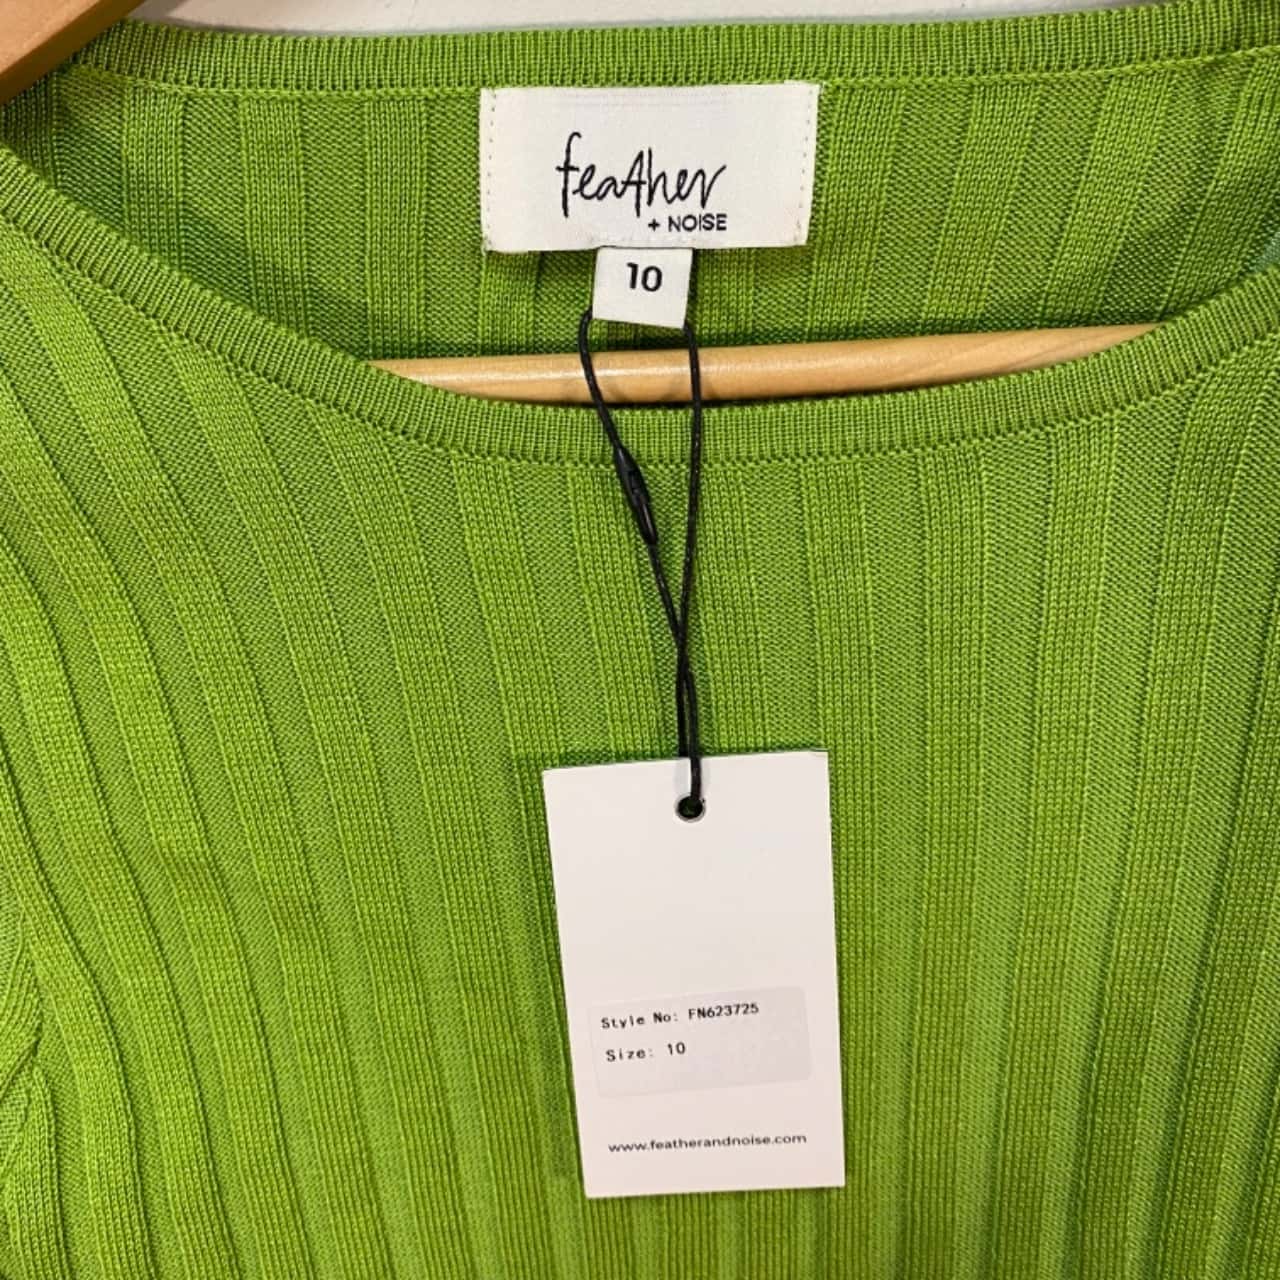 feather
+ NOISE
10
Style No: FN623725
Size: 10
www.featherandnoise.com